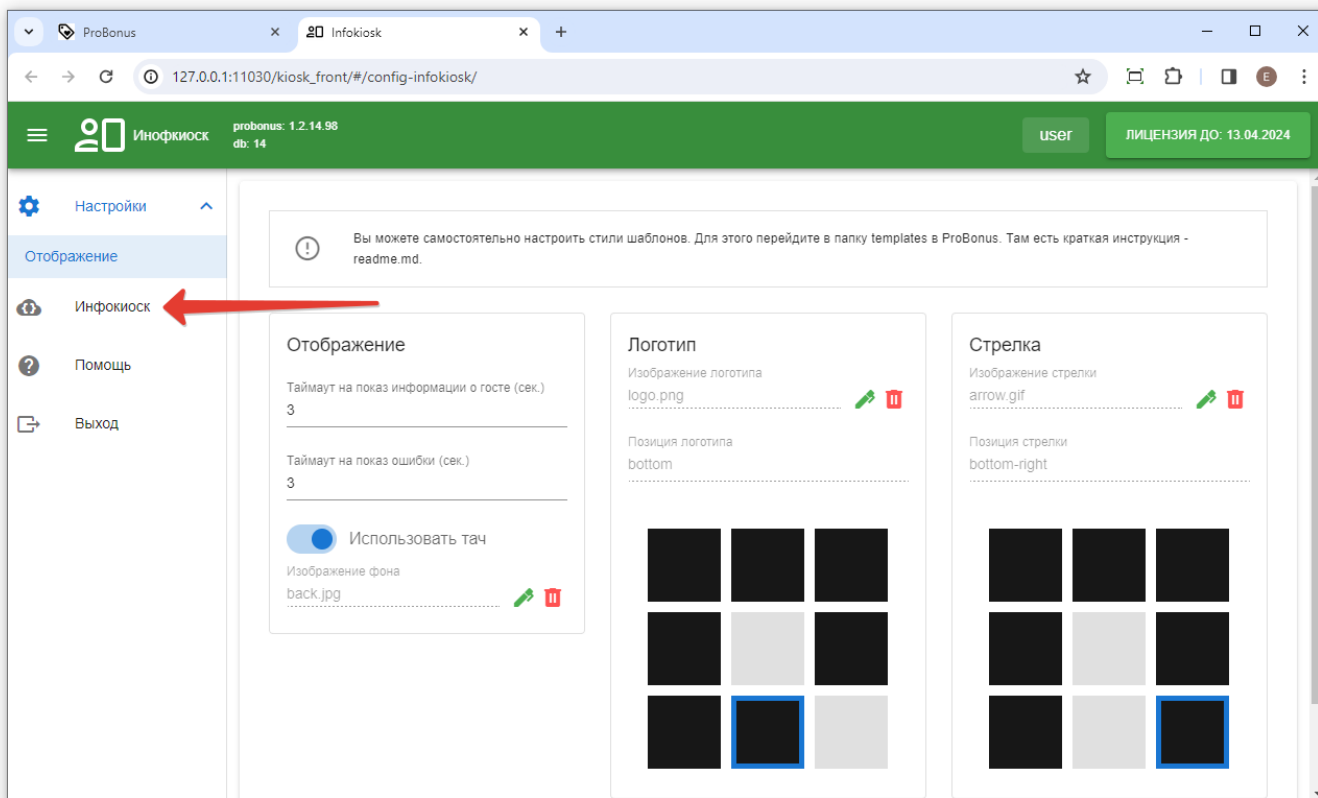 ProBonus
Infokiosk
127.0.0.1:11030/kiosk_front/#/config-infokiosk/
E
Инофкиоск
probonus: 1.2.14.98
db: 14
user
ЛИЦЕНЗИЯ ДО: 13.04.2024
Настройки
Отображение
Инфокиоск
Помощь
Выход
Вы можете самостоятельно настроить стили шаблонов. Для этого перейдите в папку templates в ProBonus. Там есть краткая инструкция -
readme.md.
Отображение
Таймаут на показ информации о госте (сек.)
3
Таймаут на показ ошибки (сек.)
3
Использовать тач
Изображение фона
back.jpg
Логотип
Изображение логотипа
logo.png
Позиция логотипа
bottom
Стрелка
Изображение стрелки
arrow.gif
Позиция стрелки
bottom-right